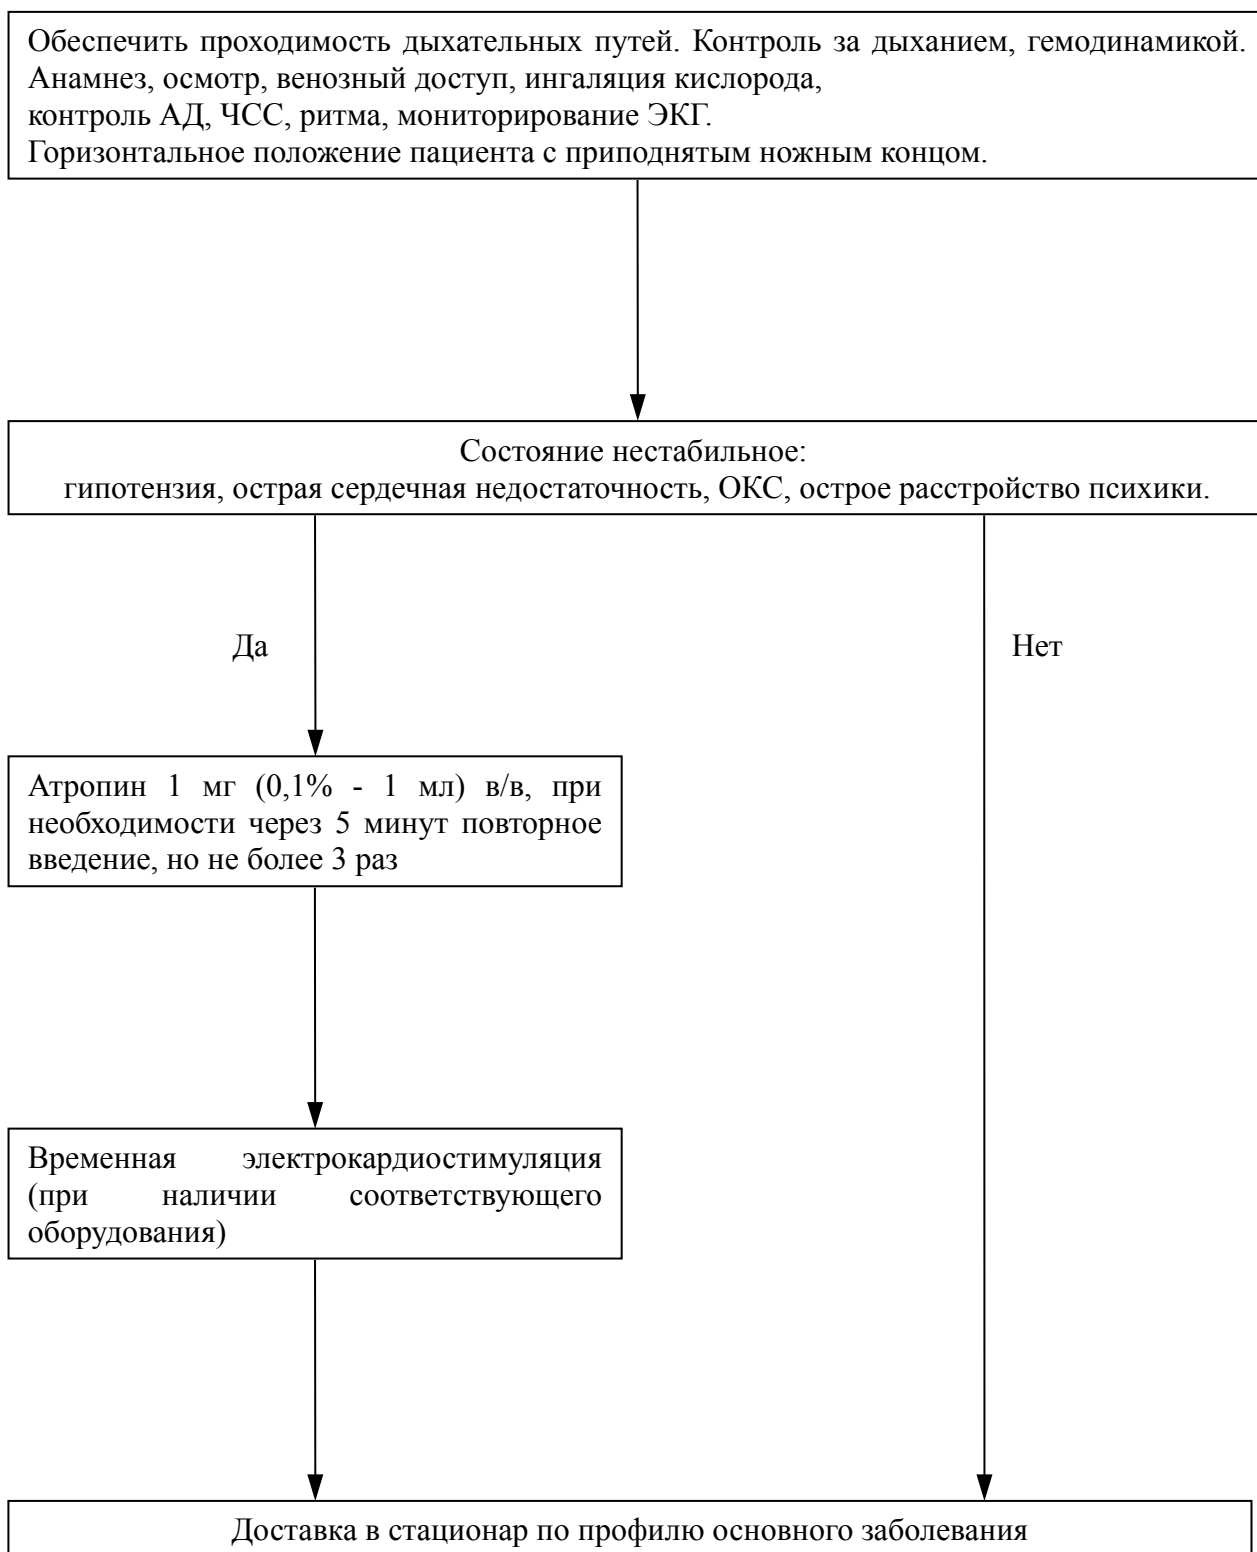 Обеспечить проходимость дыхательных путей. Контроль за дыханием, гемодинамикой.
Анамнез, осмотр, венозный доступ, ингаляция кислорода,
контроль АД, ЧСС, ритма, мониторирование ЭКГ.
Горизонтальное положение пациента с приподнятым ножным концом.
Состояние нестабильное:
гипотензия, острая сердечная недостаточность, ОКС, острое расстройство психики.
Да
Нет
Атропин 1 мг (0,1% - 1 мл) в/в, при
необходимости через 5 минут повторное
введение, но не более 3 раз
Временная электрокардиостимуляция
(при наличии соответствующего
оборудования)
Доставка в стационар по профилю основного заболевания